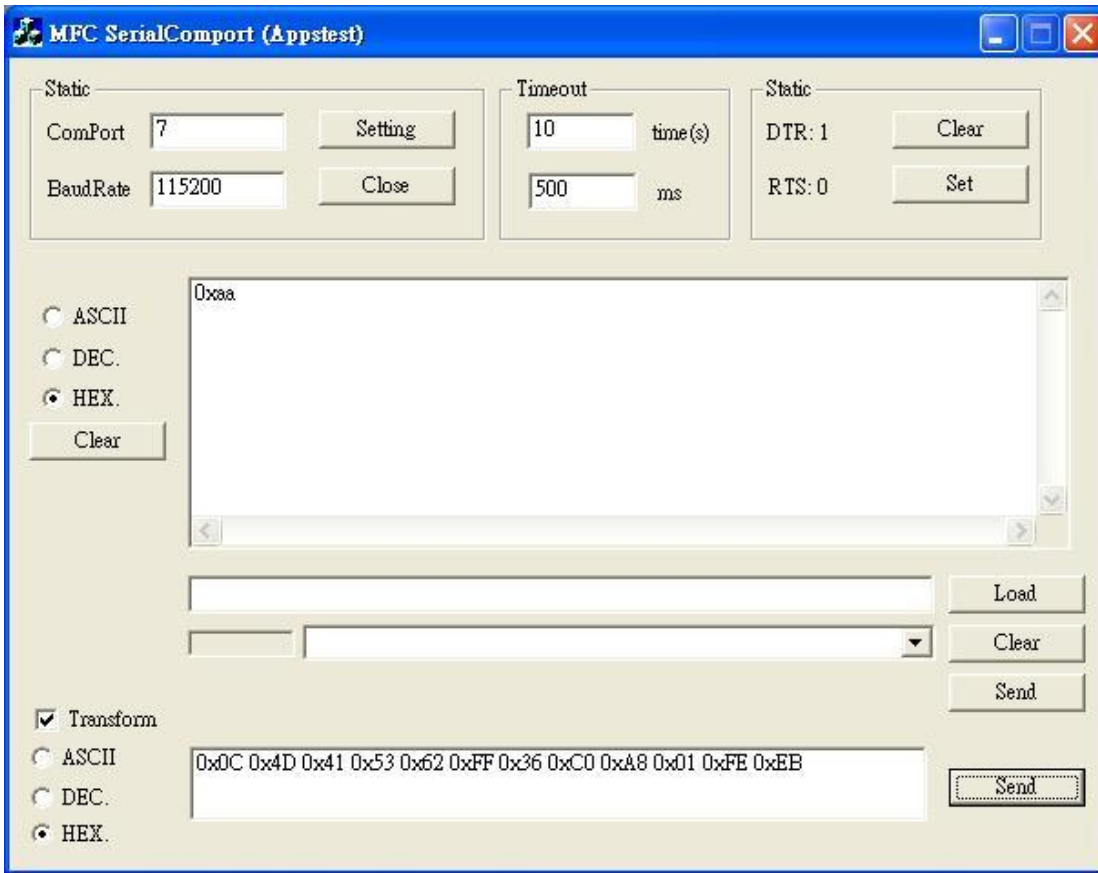 MFC SerialComport (Appstest)
Static
ComPort 7 Setting
BaudRate 115200 Close
Timeout
10 time(s)
500 ms
Static
DTR: 1 Clear
RTS: 0 Set
ASCII
DEC.
HEX.
Clear
0xaa
Load
Clear
Send
Transform
ASCII
DEC.
HEX.
0x0C 0x4D 0x41 0x53 0x62 0xFF 0x36 0xC0 0xA8 0x01 0xFE 0xEB
Send